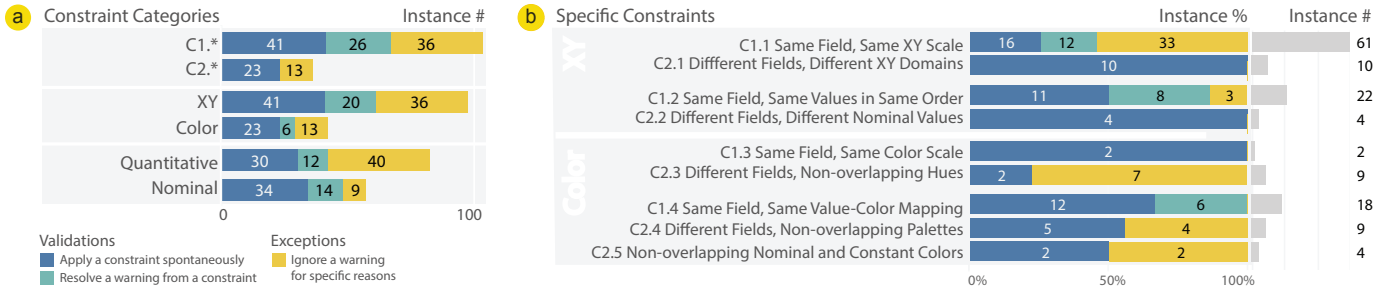 a Constraint Categories Instance #
C1.* 41 26 36
C2.* 23 13
XY 41 20 36
Color 23 6 13
Quantitative 30 12 40
Nominal 34 14 9
0 100
Validations
Apply a constraint spontaneously
Resolve a warning from a constraint
Exceptions
Ignore a warning
for specific reasons
b Specific Constraints Instance % Instance #
XY
C1.1 Same Field, Same XY Scale 16 12 33 61
C2.1 Diffferent Fields, Different XY Domains 10 10
C1.2 Same Field, Same Values in Same Order 11 8 3 22
C2.2 Different Fields, Different Nominal Values 4 4
Color
C1.3 Same Field, Same Color Scale 2 2
C2.3 Different Fields, Non-overlapping Hues 2 7 9
C1.4 Same Field, Same Value-Color Mapping 12 6 18
C2.4 Different Fields, Non-overlapping Palettes 5 4 9
C2.5 Non-overlapping Nominal and Constant Colors 2 2 4
0% 50% 100%